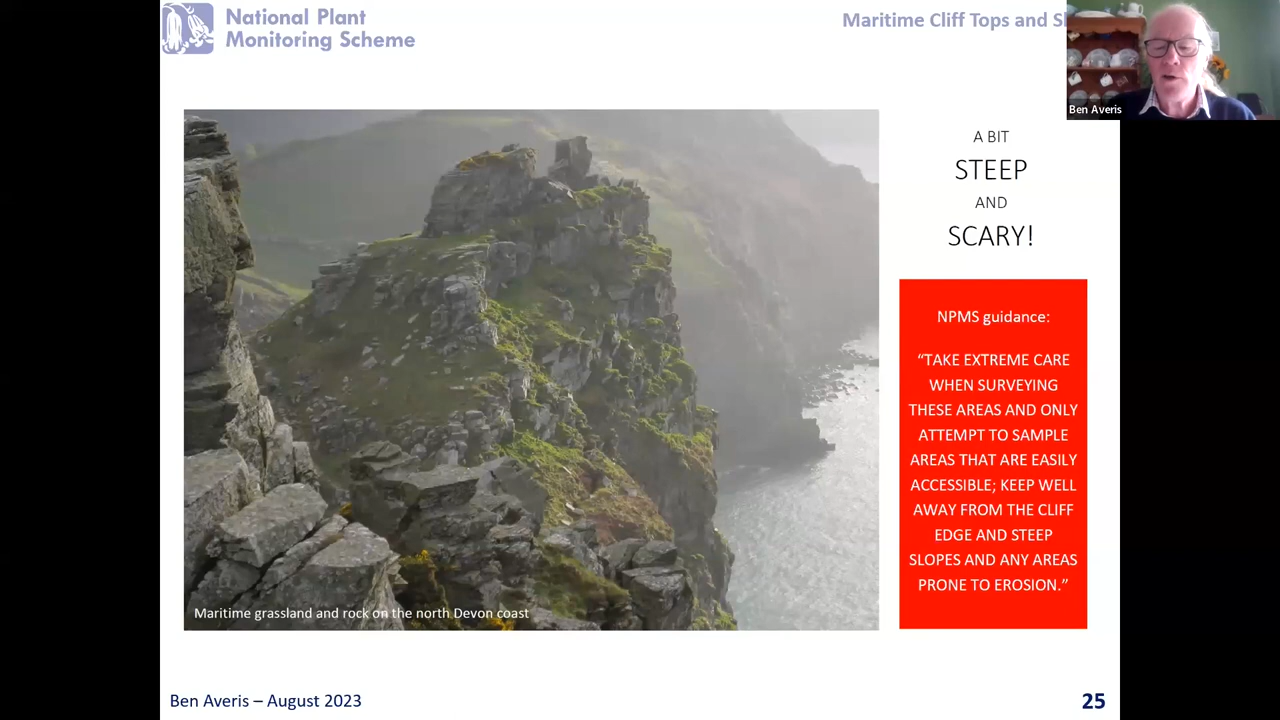 National Plant
Monitoring Scheme
Maritime Cliff Tops and
Ben Averis
A BIT
STEEP
AND
SCARY!
NPMS guidance:
“TAKE EXTREME CARE
WHEN SURVEYING
THESE AREAS AND ONLY
ATTEMPT TO SAMPLE
AREAS THAT ARE EASILY
ACCESSIBLE; KEEP WELL
AWAY FROM THE CLIFF
EDGE AND STEEP
SLOPES AND ANY AREAS
PRONE TO EROSION.”
Maritime grassland and rock on the north Devon coast
Ben Averis – August 2023
25